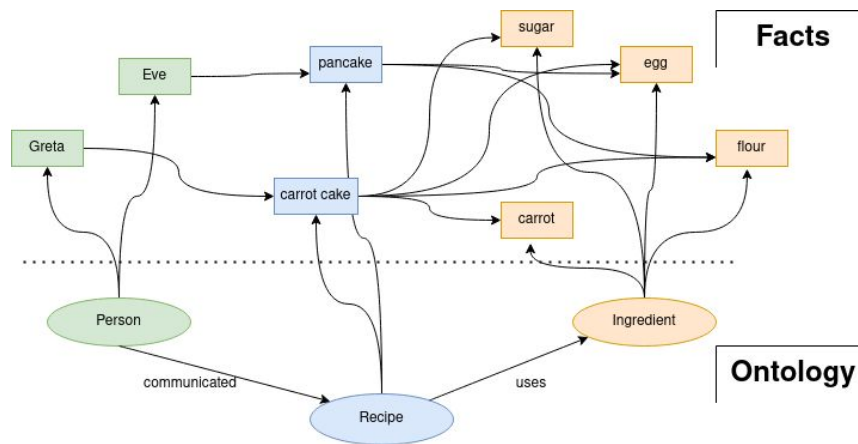 sugar
Facts
Eve
pancake
egg
Greta
flour
carrot cake
carrot
Person
Ingredient
communicated
uses
Ontology
Recipe